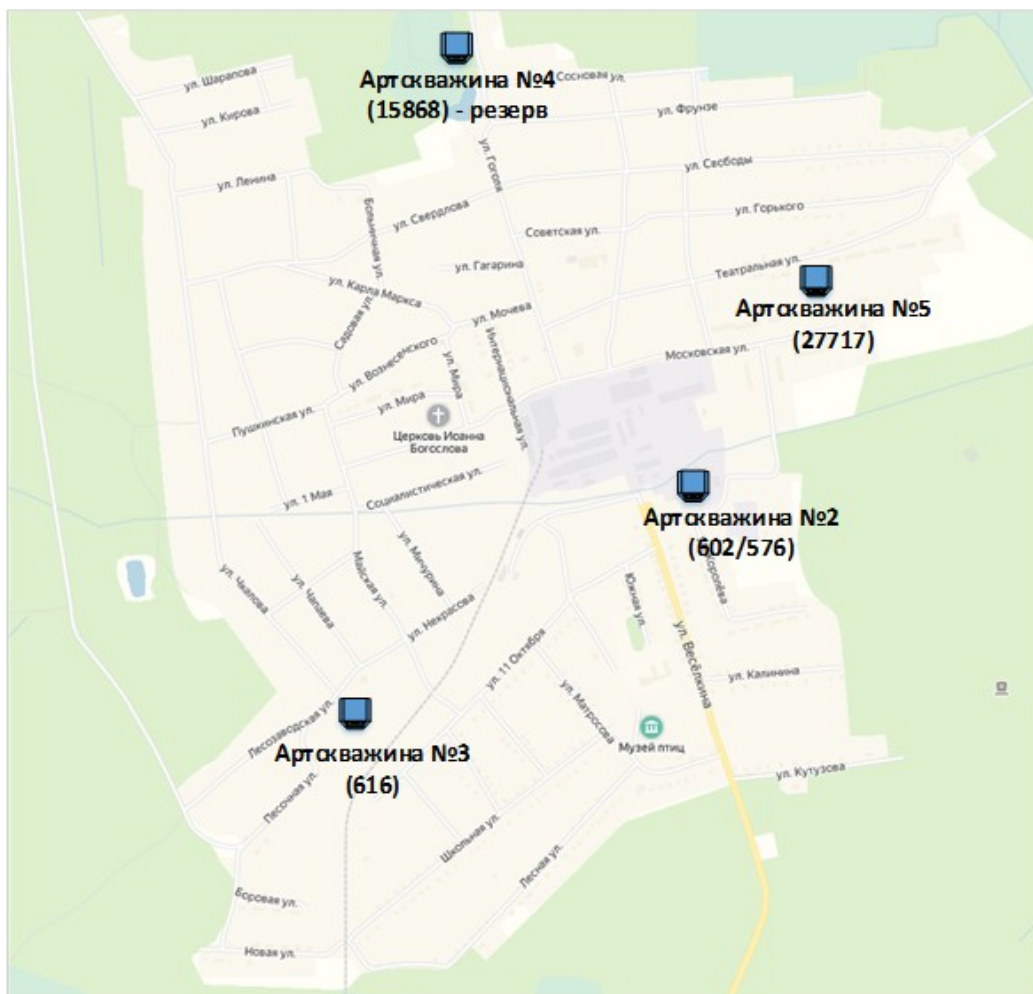 Артскважина №4
(15868) - резерв
ул. Шарапова
Сосновая ул.
ул. Кирова
ул. Фрунзе
ул. Гоголя
ул. Свободы
ул. Ленина
Больничная ул.
ул. Свердлова
ул. Горького
Советская ул.
ул. Гагарина
Театральная ул.
ул. Карла Маркса
Артскважина №5
(27717)
Садовая ул.
ул. Мочева
Интернациональная ул.
Московская ул.
ул. Вознесенского
ул. Мира
ул. Мира
Пушкинская ул.
Церковь Иоанна
Богослова
Социалистическая ул.
ул. 1 Мая
Артскважина №2
(602/576)
ул. Мичурина
Майская ул.
ул. Чкалова
ул. Чапаева
Королёва
Южная ул.
ул. Некрасова
ул. 11 Октября
ул. Весёлкина
ул. Калинина
ул. Матросова
Лесозаводская ул.
Артскважина №3
(616)
Музей птиц
ул. Кутузова
Песочная ул.
Школьная ул.
Лесная ул.
Боровая ул.
Новая ул.